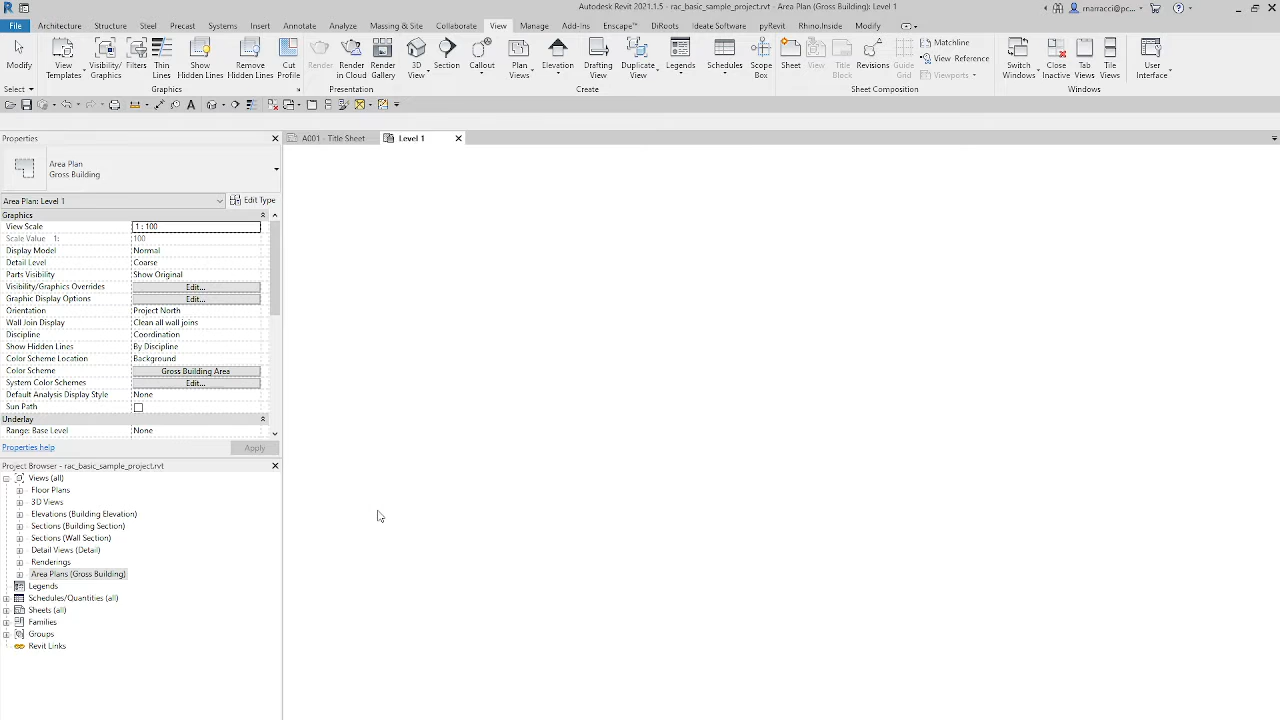 Autodesk Revit 2021.1.5 - rac_basic_sample_project.rvt - Area Plan (Gross Building): Level 1
marracci@pc...
File Architecture Structure Steel Precast Systems Insert Annotate Analyze Massing & Site Collaborate View Manage Add-Ins Enscape™ DiRoots Ideate Software pyRevit Rhino.Inside Modify
Modify
View Templates
Visibility/ Graphics
Filters
Thin Lines
Show Hidden Lines
Remove Hidden Lines
Cut Profile
Render
Render in Cloud
Render Gallery
3D View
Section
Callout
Plan Views
Elevation
Drafting View
Duplicate View
Legends
Schedules
Scope Box
Sheet
View
Title Block
Revisions
Guide Grid
Matchline
View Reference
Viewports
Switch Windows
Close Inactive
Tab Views
Tile Views
User Interface
Select Graphics Presentation Create Sheet Composition Windows
Properties
A001 - Title Sheet Level 1
Area Plan
Gross Building
Area Plan: Level 1 Edit Type
Graphics
View Scale 1 : 100
Scale Value 1: 100
Display Model Normal
Detail Level Coarse
Parts Visibility Show Original
Visibility/Graphics Overrides Edit...
Graphic Display Options Edit...
Orientation Project North
Wall Join Display Clean all wall joins
Discipline Coordination
Show Hidden Lines By Discipline
Color Scheme Location Background
Color Scheme Gross Building Area
System Color Schemes Edit...
Default Analysis Display Style None
Sun Path
Underlay
Range: Base Level None
Properties help Apply
Project Browser - rac_basic_sample_project.rvt
Views (all)
Floor Plans
3D Views
Elevations (Building Elevation)
Sections (Building Section)
Sections (Wall Section)
Detail Views (Detail)
Renderings
Area Plans (Gross Building)
Legends
Schedules/Quantities (all)
Sheets (all)
Families
Groups
Revit Links